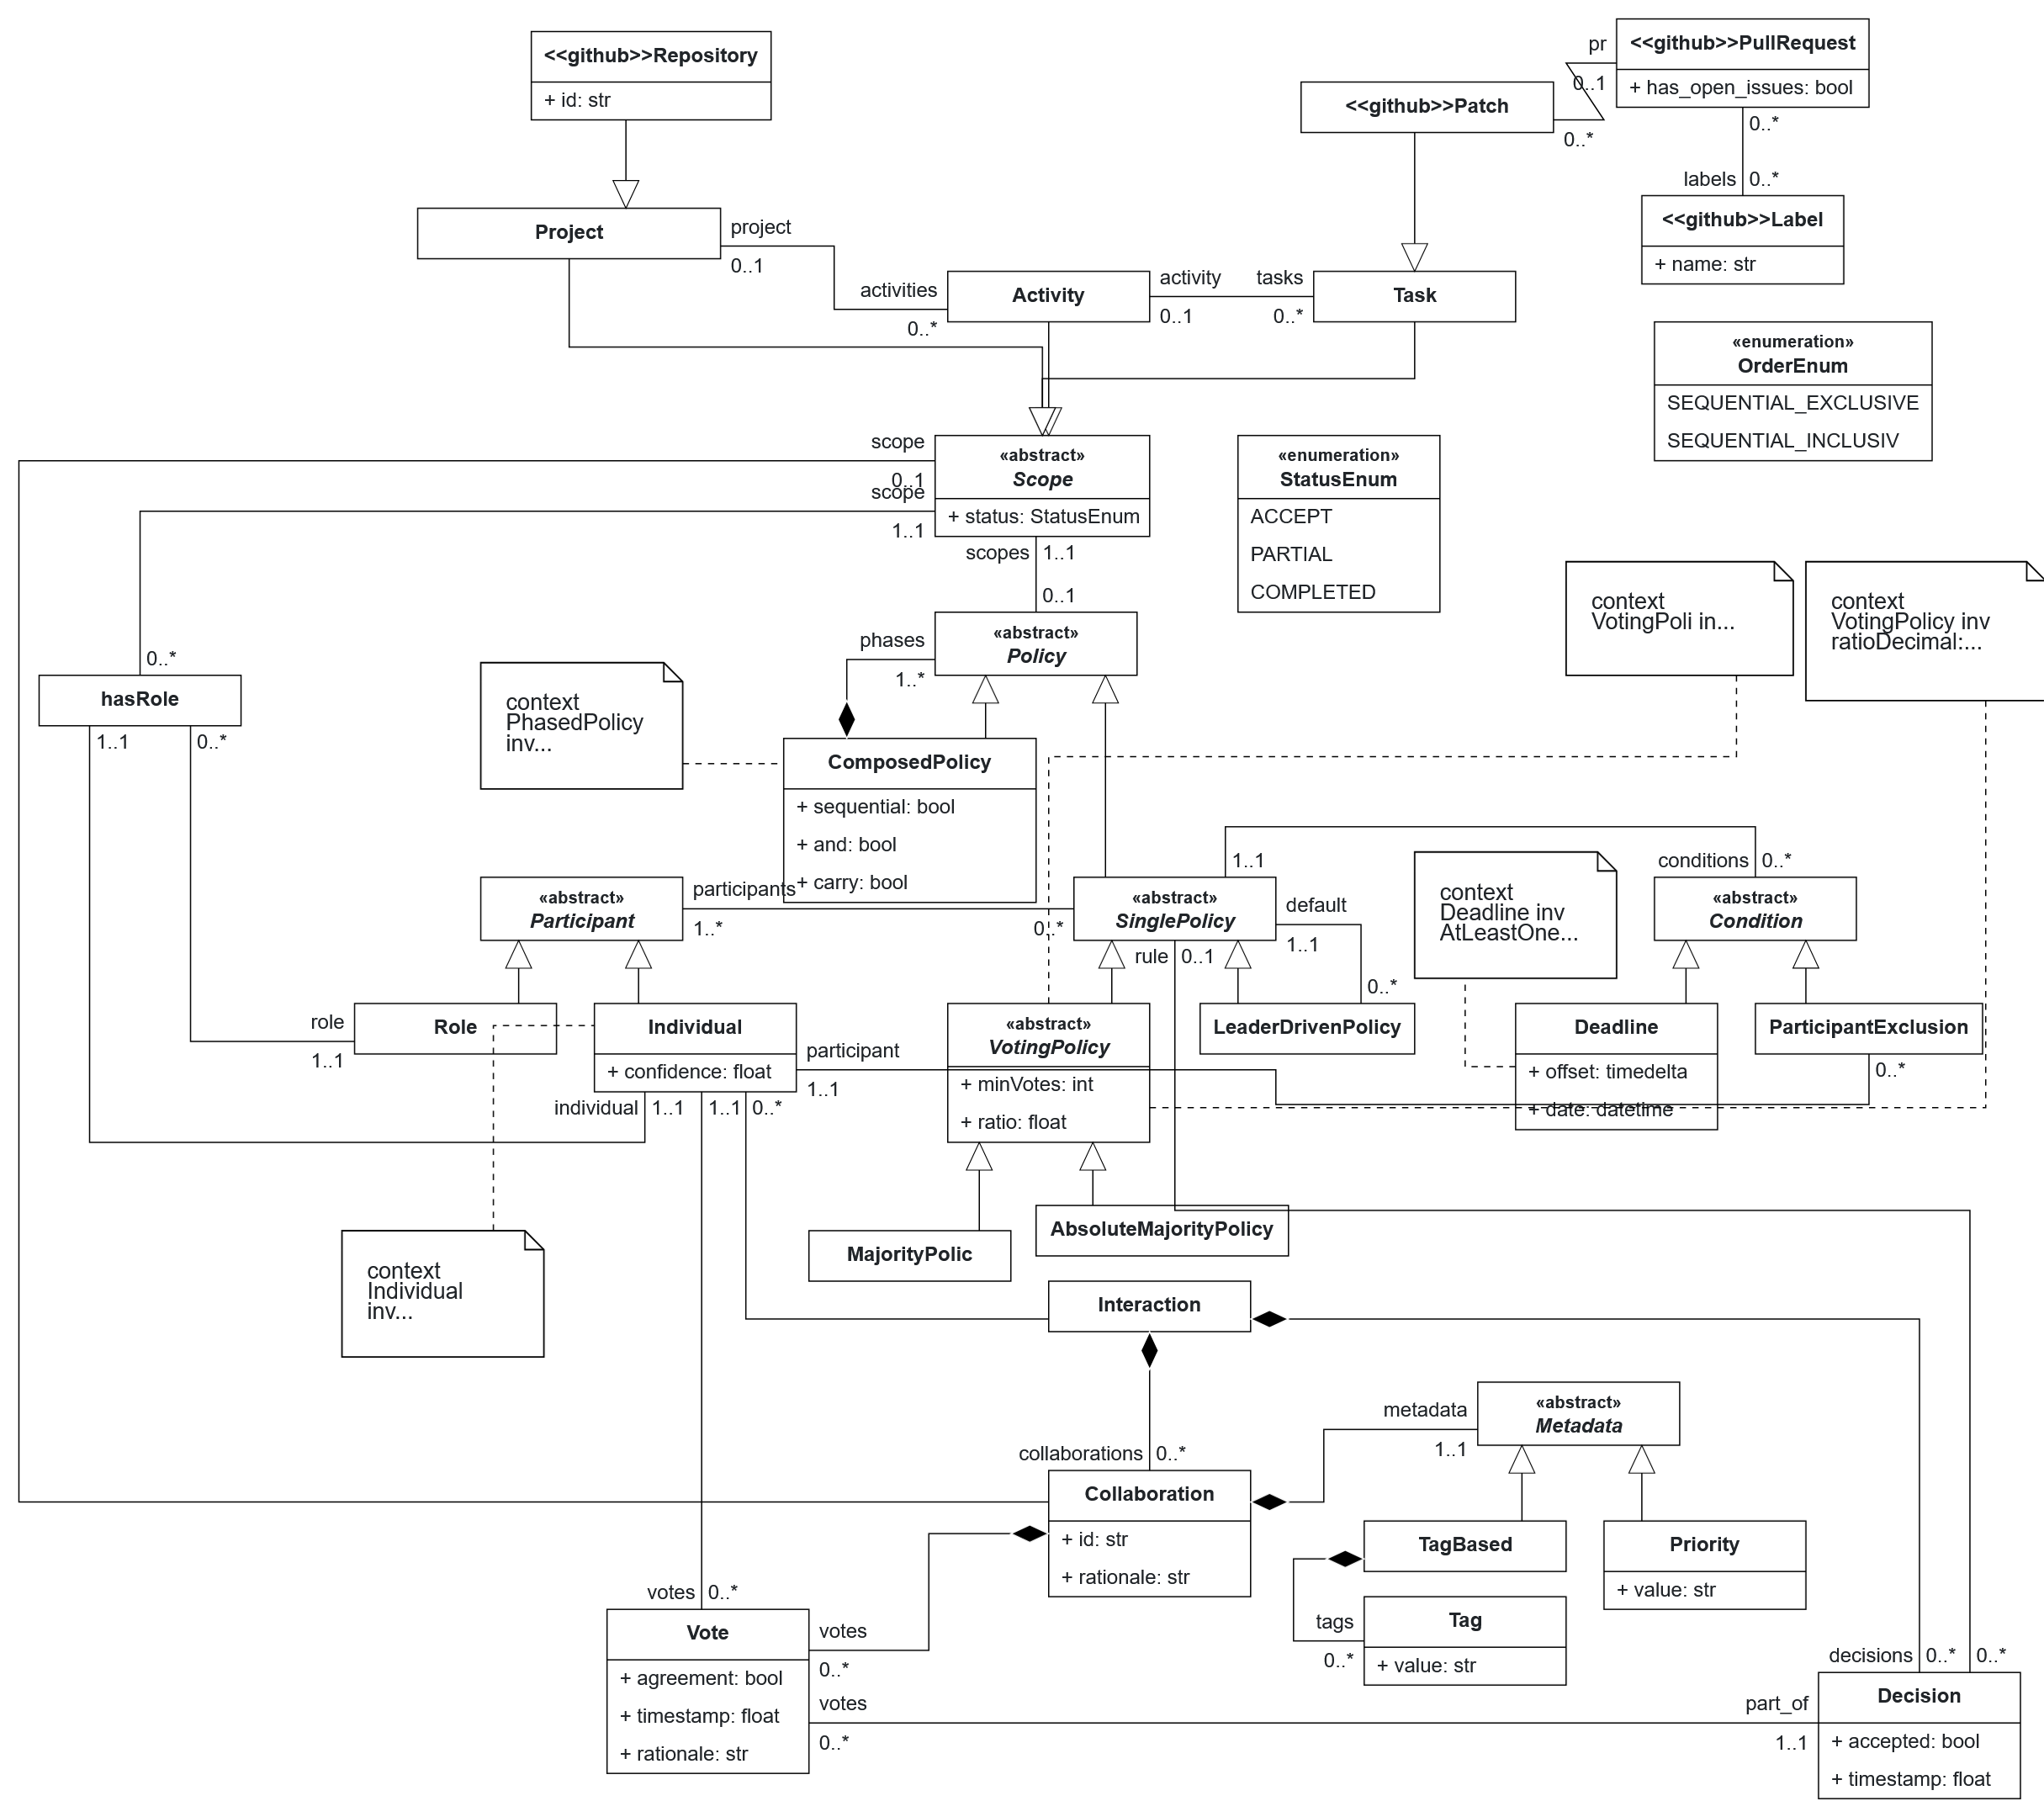 <<github>>Repository
+ id: str
pr
0..1
<<github>>PullRequest
+ has_open_issues: bool
<<github>>Patch
0..*
0..*
labels
0..*
<<github>>Label
+ name: str
Project
project
0..1
activities
0..*
Activity
activity
0..1
tasks
0..*
Task
«enumeration»
OrderEnum
SEQUENTIAL_EXCLUSIVE
SEQUENTIAL_INCLUSIV
scope
0..1
scope
1..1
«abstract»
Scope
+ status: StatusEnum
«enumeration»
StatusEnum
ACCEPT
PARTIAL
COMPLETED
scopes
1..1
0..1
context
VotingPoli in...
context
VotingPolicy inv
ratioDecimal:...
phases
1..*
«abstract»
Policy
0..*
hasRole
1..1
0..*
context
PhasedPolicy
inv...
ComposedPolicy
+ sequential: bool
+ and: bool
+ carry: bool
«abstract»
Participant
participants
1..*
0..*
1..1
«abstract»
SinglePolicy
default
1..1
rule
0..1
0..*
context
Deadline inv
AtLeastOne...
conditions
0..*
«abstract»
Condition
role
1..1
Role
Individual
+ confidence: float
participant
1..1
individual
1..1
1..1
0..*
«abstract»
VotingPolicy
+ minVotes: int
+ ratio: float
LeaderDrivenPolicy
Deadline
+ offset: timedelta
+ date: datetime
ParticipantExclusion
0..*
context
Individual
inv...
MajorityPolic
AbsoluteMajorityPolicy
Interaction
collaborations
0..*
metadata
1..1
«abstract»
Metadata
Collaboration
+ id: str
+ rationale: str
TagBased
Priority
+ value: str
tags
0..*
Tag
+ value: str
votes
0..*
Vote
+ agreement: bool
+ timestamp: float
+ rationale: str
votes
0..*
votes
0..*
decisions
0..*
0..*
part_of
1..1
Decision
+ accepted: bool
+ timestamp: float